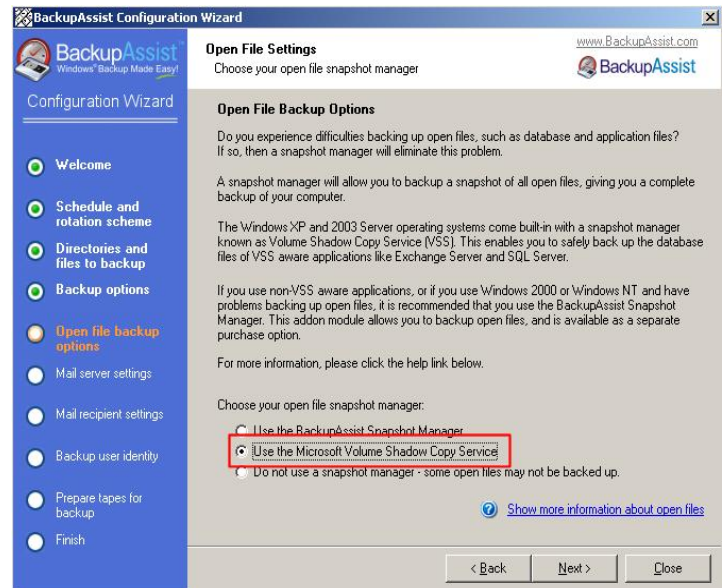 BackupAssist Configuration Wizard
BackupAssist
Windows® Backup Made Easy!
Configuration Wizard
Welcome
Schedule and
rotation scheme
Directories and
files to backup
Backup options
Open file backup
options
Mail server settings
Mail recipient settings
Backup user identity
Prepare tapes for
backup
Finish
Open File Settings
Choose your open file snapshot manager
www.BackupAssist.com
BackupAssist
Open File Backup Options
Do you experience difficulties backing up open files, such as database and application files?
If so, then a snapshot manager will eliminate this problem.
A snapshot manager will allow you to backup a snapshot of all open files, giving you a complete
backup of your computer.
The Windows XP and 2003 Server operating systems come built-in with a snapshot manager
known as Volume Shadow Copy Service (VSS). This enables you to safely back up the database
files of VSS aware applications like Exchange Server and SQL Server.
If you use non-VSS aware applications, or if you use Windows 2000 or Windows NT and have
problems backing up open files, it is recommended that you use the BackupAssist Snapshot
Manager. This addon module allows you to backup open files, and is available as a separate
purchase option.
For more information, please click the help link below.
Choose your open file snapshot manager:
Use the BackupAssist Snapshot Manager
Use the Microsoft Volume Shadow Copy Service
Do not use a snapshot manager - some open files may not be backed up.
Show more information about open files
< Back
Next >
Close